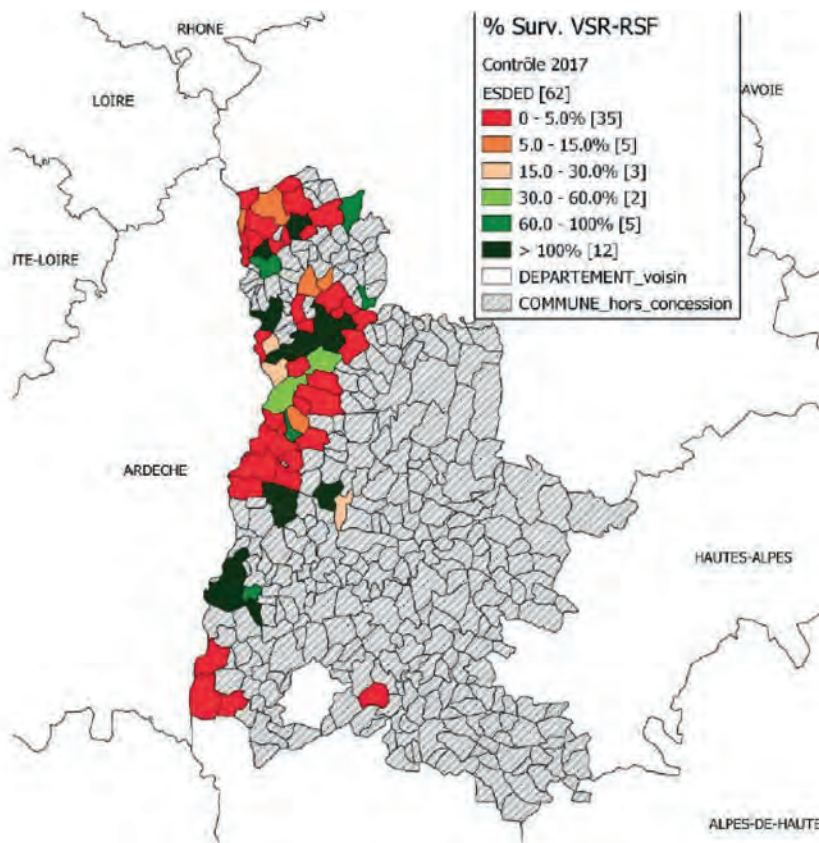 % Surv. VSR-RSF
Contrôle 2017
ESDED [62]
0 - 5.0% [35]
5.0 - 15.0% [5]
15.0 - 30.0% [3]
30.0 - 60.0% [2]
60.0 - 100% [5]
> 100% [12]
DEPARTEMENT_voisin
COMMUNE_hors_concession
RHONE
LOIRE
AVOIE
ITE-LOIRE
ARDECHE
HAUTES-ALPES
ALPES-DE-HAUTE